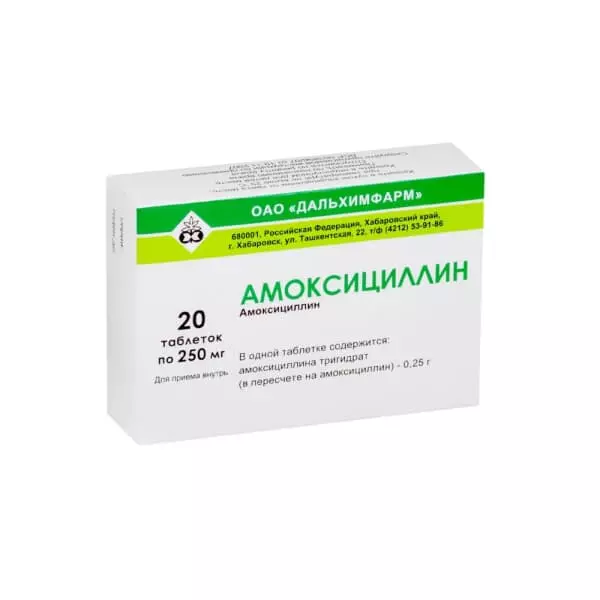 ОАО «ДАЛЬХИМФАРМ»
680001, Российская Федерация, Хабаровский край,
г. Хабаровск, ул. Ташкентская, 22, т/ф (4212) 53-91-86
АМОКСИЦИЛЛИН
Амоксициллин
20
таблеток
по 250 мг
Для приема внутрь
В одной таблетке содержится:
амоксициллина тригидрат
(в пересчете на амоксициллин) - 0,25 г